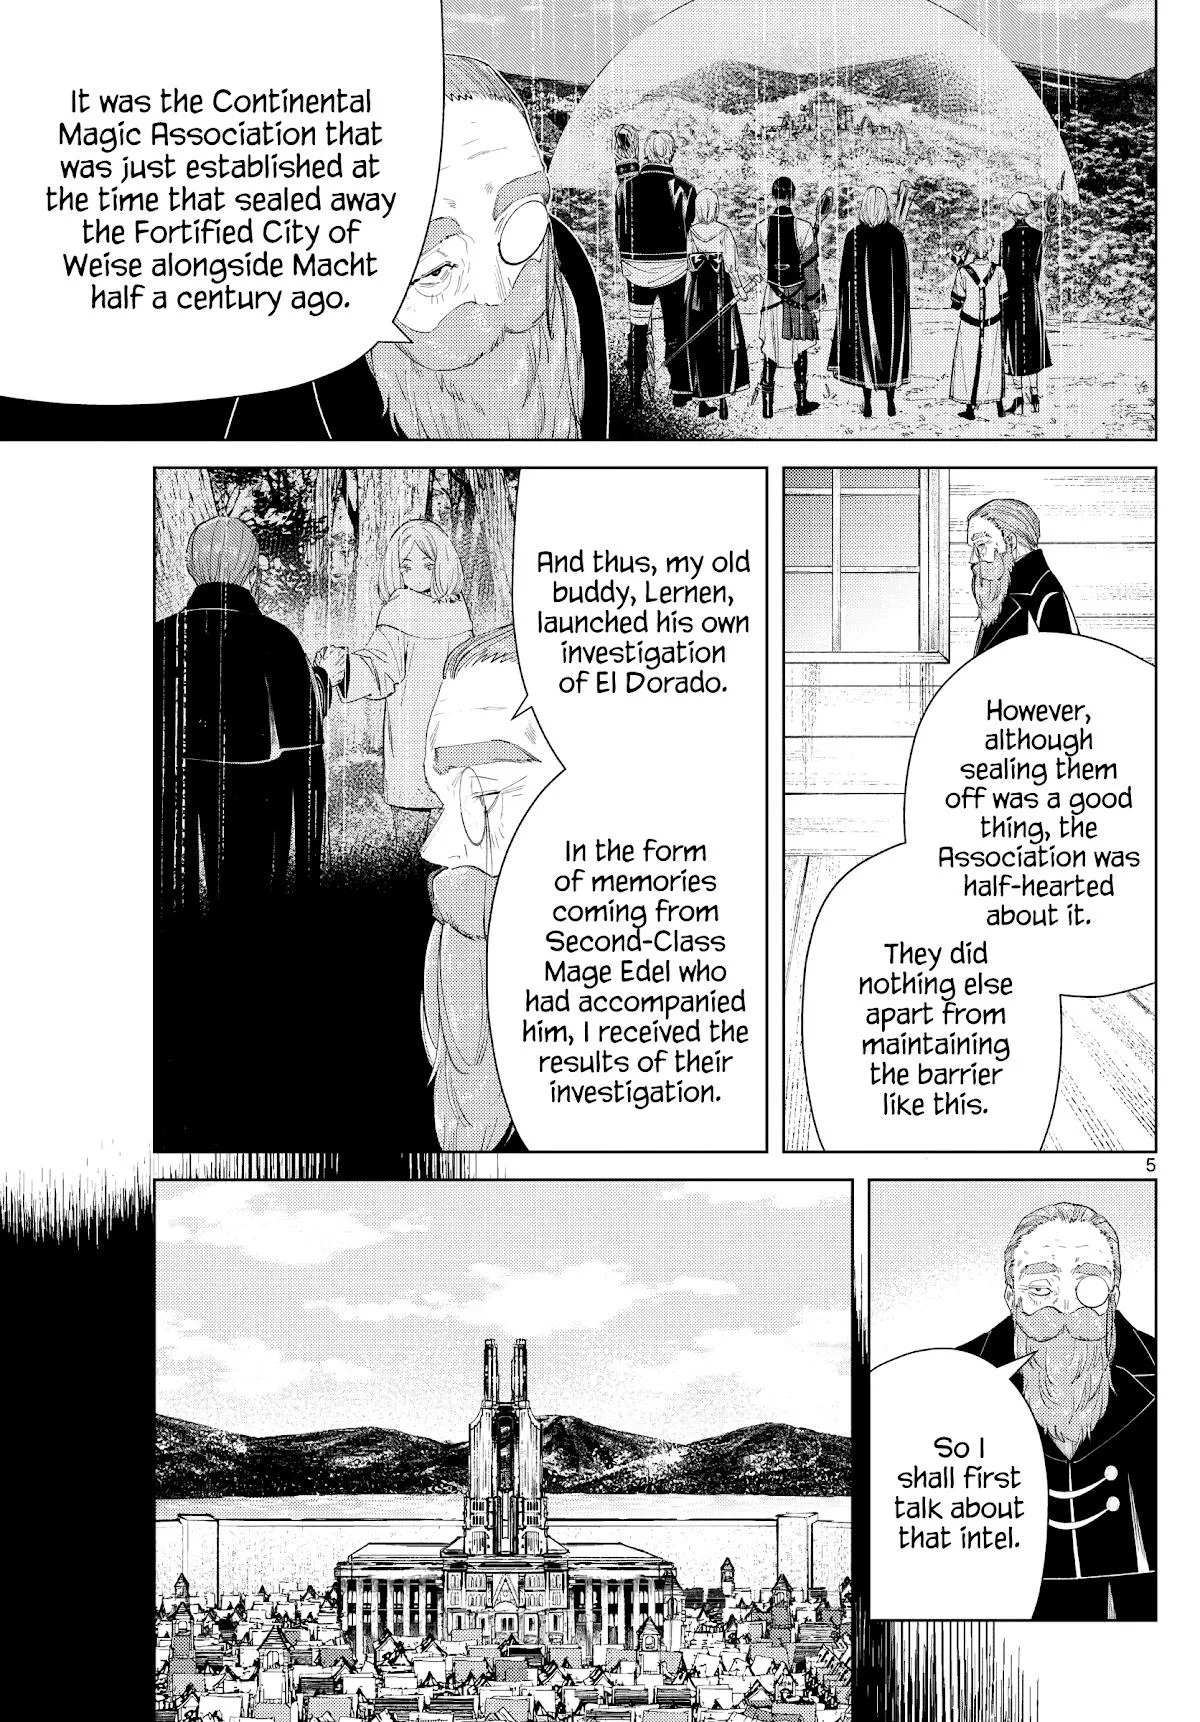 It was the Continental
Magic Association that
was just established at
the time that sealed away
the Fortified City of
Weise alongside Macht
half a century ago.
However,
although
sealing them
off was a good
thing, the
Association was
half-hearted
about it.
They did
nothing else
apart from
maintaining
the barrier
like this.
And thus, my old
buddy, Lernen,
launched his own
investigation
of El Dorado.
In the form
of memories
coming from
Second-Class
Mage Edel who
had accompanied
him, I received the
results of their
investigation.
5
So I
shall first
talk about
that intel.